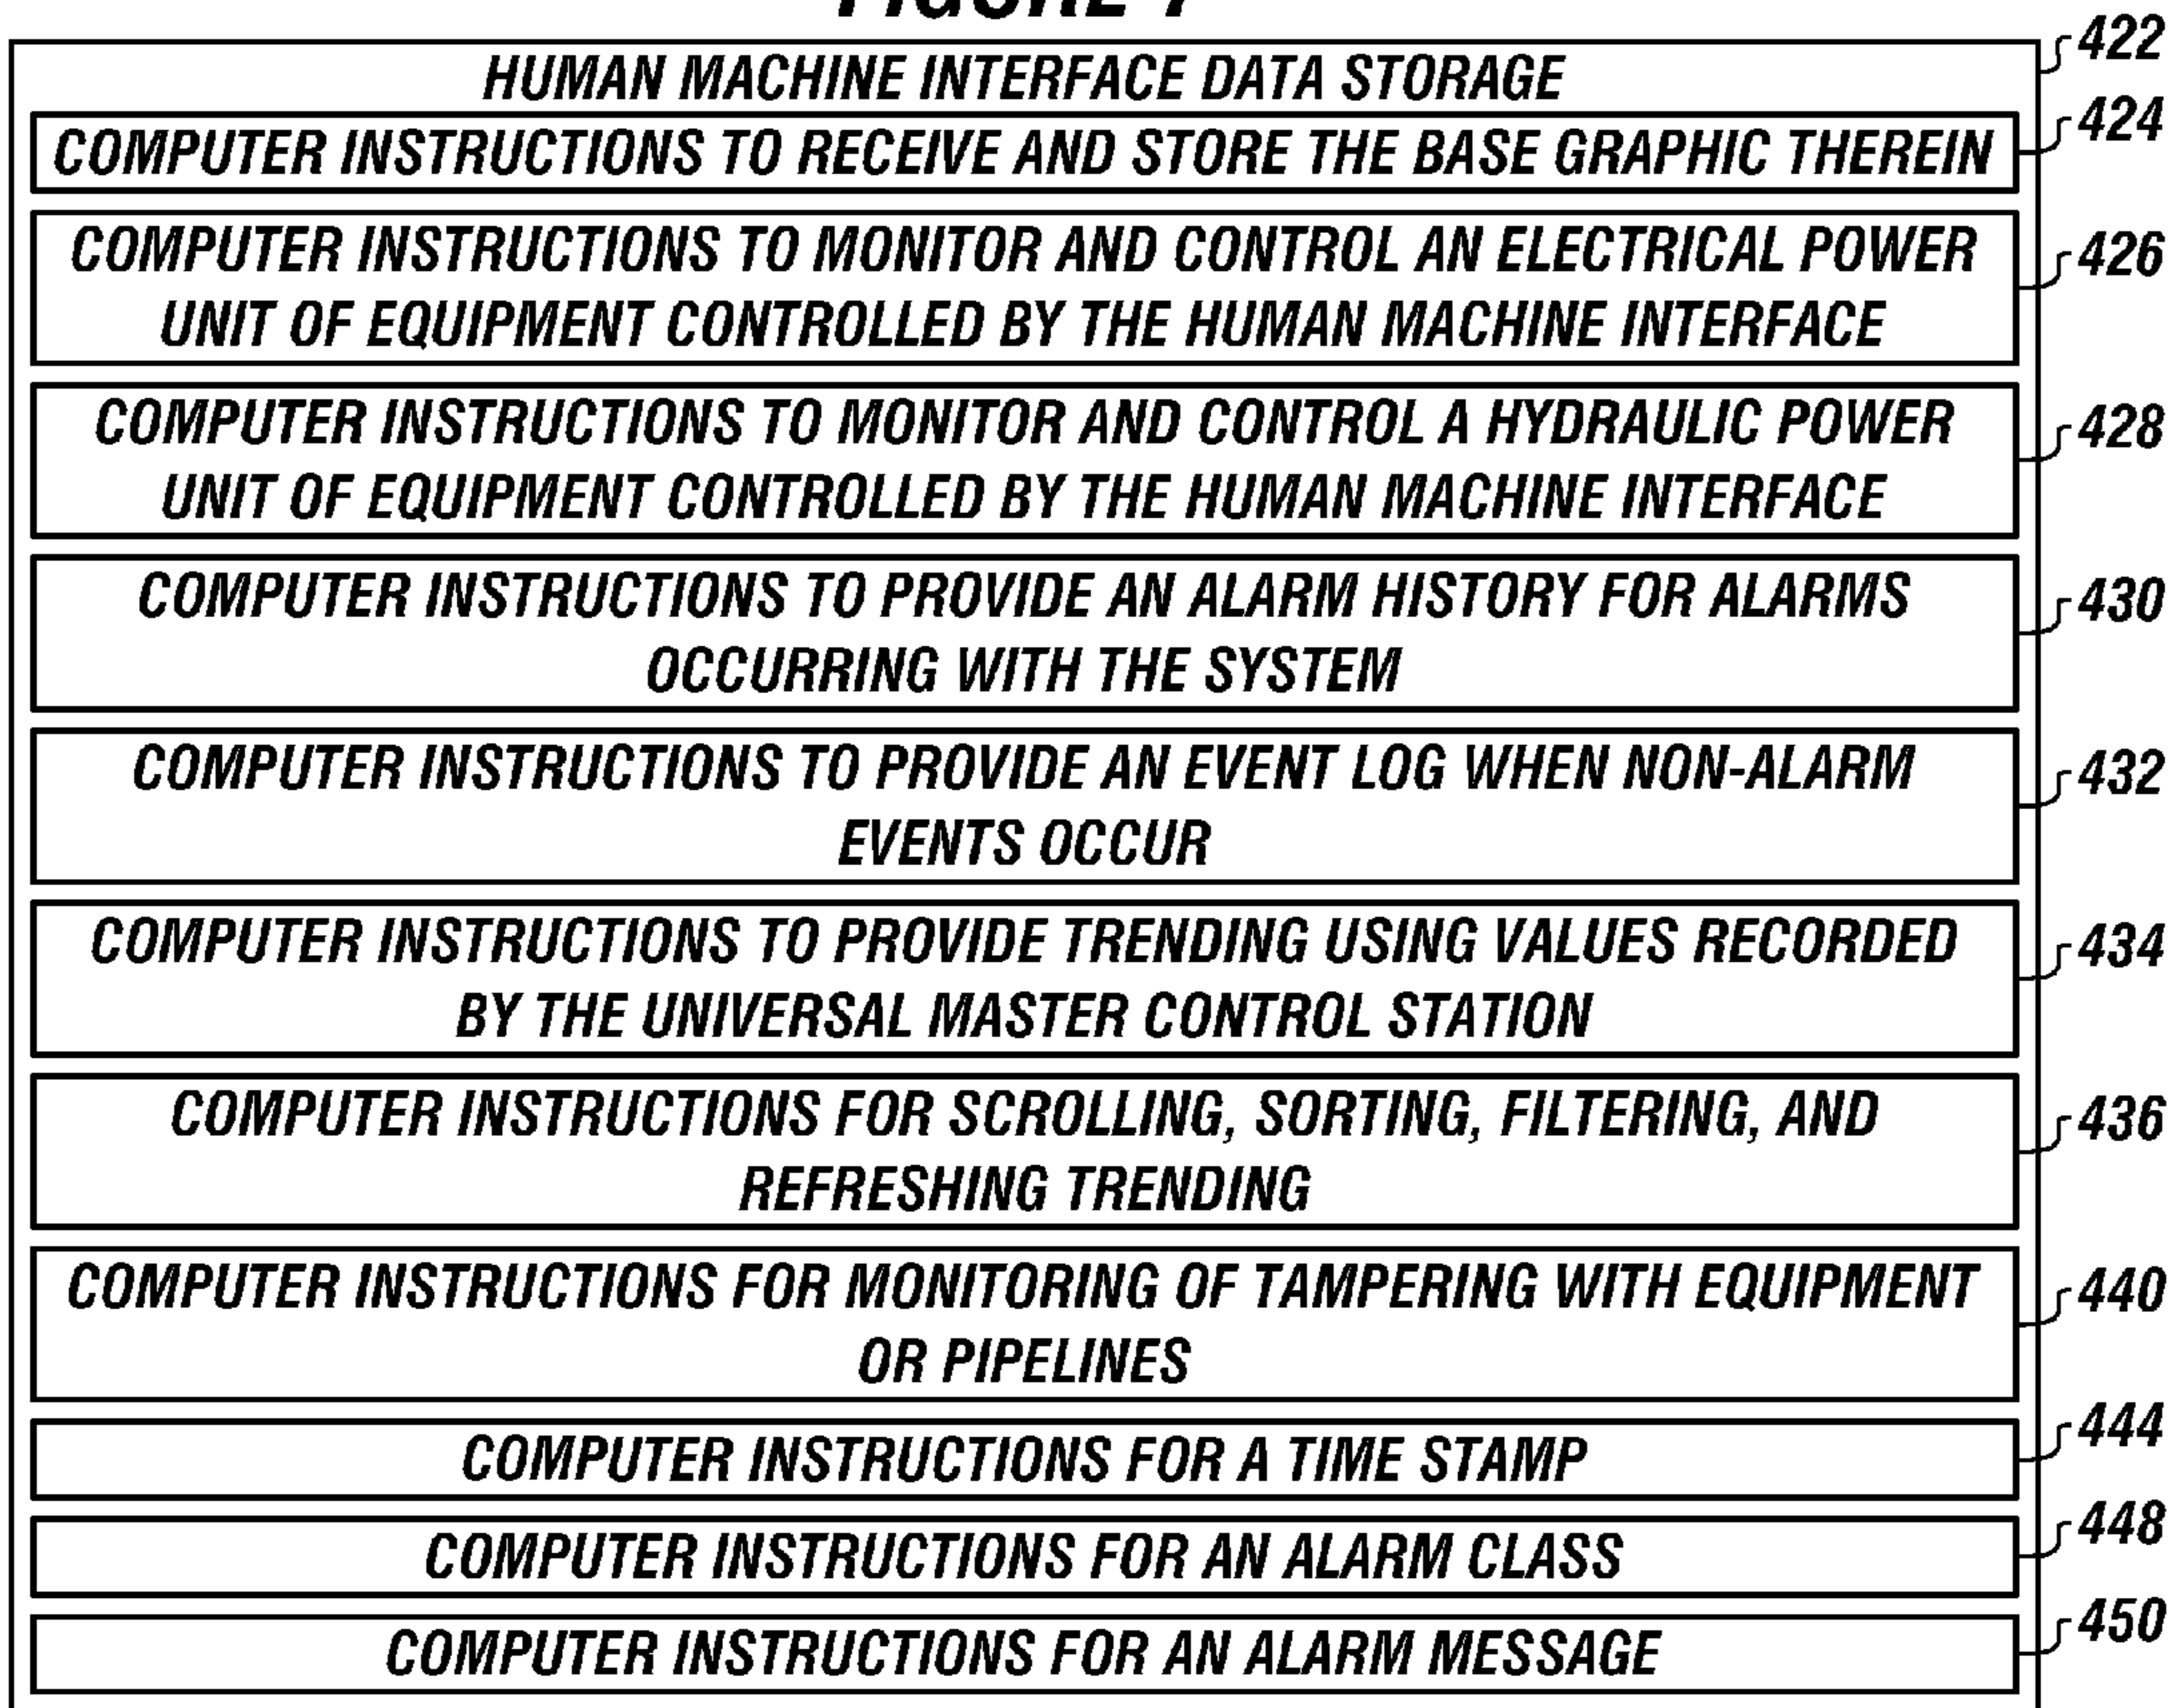 FIGURE 7
HUMAN MACHINE INTERFACE DATA STORAGE
422
COMPUTER INSTRUCTIONS TO RECEIVE AND STORE THE BASE GRAPHIC THEREIN
424
COMPUTER INSTRUCTIONS TO MONITOR AND CONTROL AN ELECTRICAL POWER
UNIT OF EQUIPMENT CONTROLLED BY THE HUMAN MACHINE INTERFACE
426
COMPUTER INSTRUCTIONS TO MONITOR AND CONTROL A HYDRAULIC POWER
UNIT OF EQUIPMENT CONTROLLED BY THE HUMAN MACHINE INTERFACE
428
COMPUTER INSTRUCTIONS TO PROVIDE AN ALARM HISTORY FOR ALARMS
OCCURRING WITH THE SYSTEM
430
COMPUTER INSTRUCTIONS TO PROVIDE AN EVENT LOG WHEN NON-ALARM
EVENTS OCCUR
432
COMPUTER INSTRUCTIONS TO PROVIDE TRENDING USING VALUES RECORDED
BY THE UNIVERSAL MASTER CONTROL STATION
434
COMPUTER INSTRUCTIONS FOR SCROLLING, SORTING, FILTERING, AND
REFRESHING TRENDING
436
COMPUTER INSTRUCTIONS FOR MONITORING OF TAMPERING WITH EQUIPMENT
OR PIPELINES
440
COMPUTER INSTRUCTIONS FOR A TIME STAMP
444
COMPUTER INSTRUCTIONS FOR AN ALARM CLASS
448
COMPUTER INSTRUCTIONS FOR AN ALARM MESSAGE
450